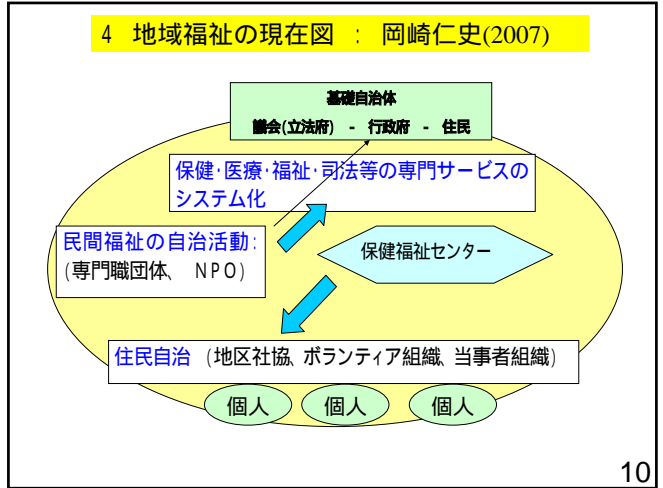 4 地域福祉の現在図 : 岡崎仁史(2007)
基礎自治体
議会(立法府) - 行政府 - 住民
保健・医療・福祉・司法等の専門サービスの
システム化
民間福祉の自治活動:
(専門職団体、 NPO)
保健福祉センター
住民自治 (地区社協、ボランティア組織、当事者組織)
個人 個人 個人
10